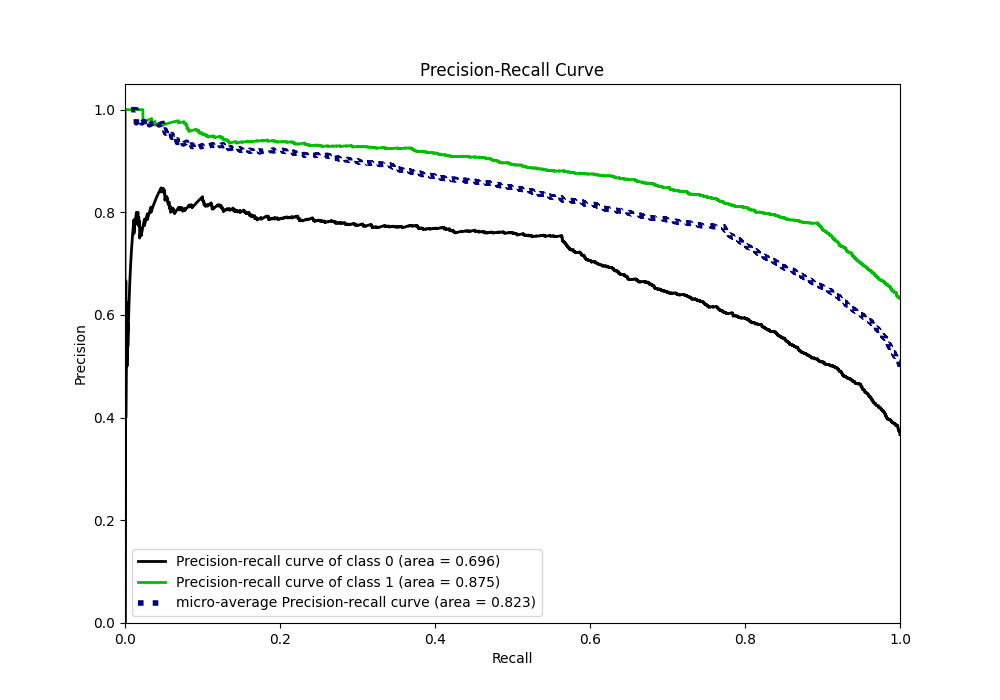 Precision-Recall Curve
1.0
0.8
0.6
0.4
0.2
0.0
Precision
Precision-recall curve of class 0 (area = 0.696)
Precision-recall curve of class 1 (area = 0.875)
micro-average Precision-recall curve (area = 0.823)
0.0 0.2 0.4 0.6 0.8 1.0
Recall